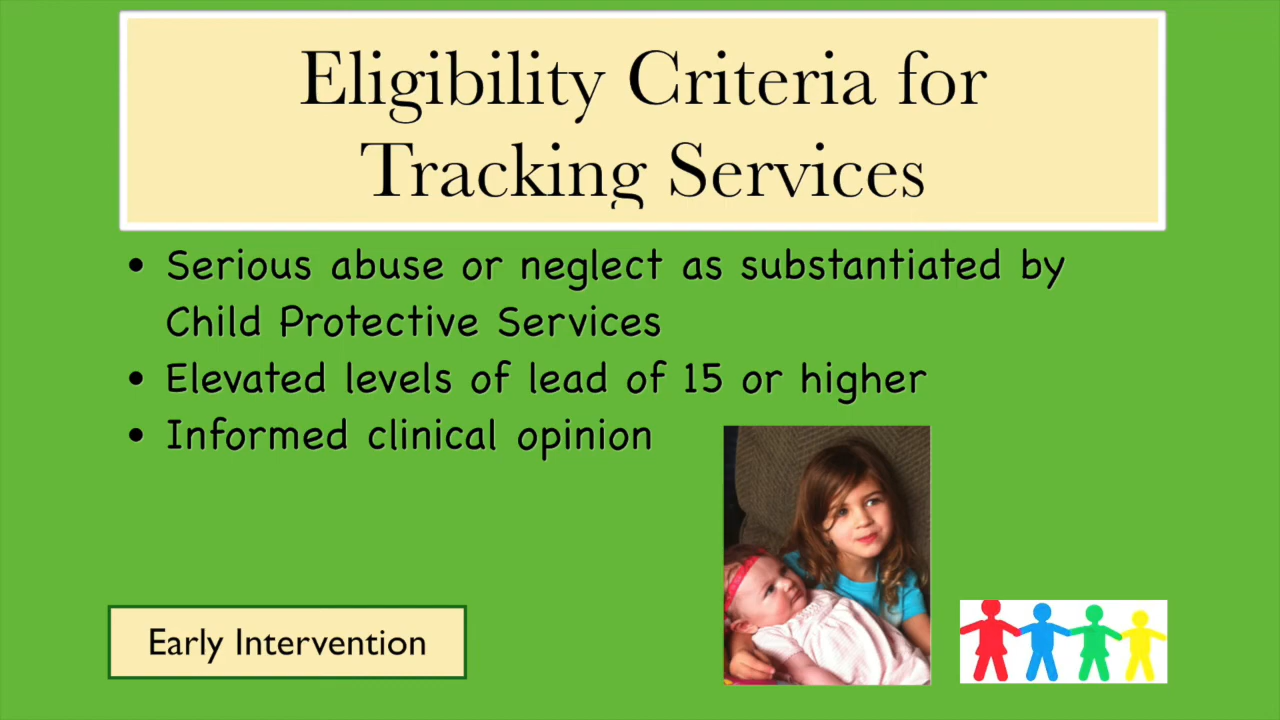 Eligibility Criteria for
Tracking Services
• Serious abuse or neglect as substantiated by
Child Protective Services
• Elevated levels of lead of 15 or higher
• Informed clinical opinion
Early Intervention